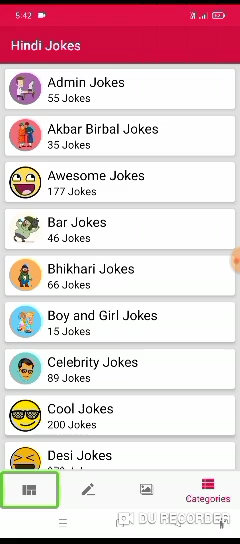 5:42
Hindi Jokes
Admin Jokes
55 Jokes
Akbar Birbal Jokes
35 Jokes
Awesome Jokes
177 Jokes
Bar Jokes
46 Jokes
Bhikhari Jokes
66 Jokes
Boy and Girl Jokes
15 Jokes
Celebrity Jokes
89 Jokes
Cool Jokes
200 Jokes
Desi Jokes
Jokes
Categories
DU RECORDER